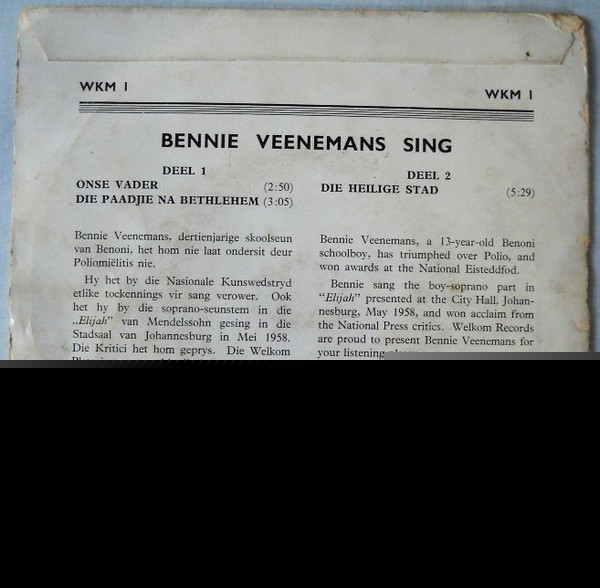 WKM 1
WKM 1
BENNIE VEENEMANS SING
DEEL 1
ONSE VADER (2:50)
DIE PAADJIE NA BETHLEHEM (3:05)
DEEL 2
DIE HEILIGE STAD (5:29)
Bennie Veenemans, dertienjarige skoolseun
van Benoni, het hom nie laat ondersit deur
Poliomiëlitis nie.
Hy het by die Nasionale Kunswedstryd
etlike toekennings vir sang verower. Ook
het hy by die soprano-seunstem in die
„Elijah” van Mendelssohn gesing in die
Stadsaal van Johannesburg in Mei 1958.
Die Kritici het hom geprys. Die Welkom
Bennie Veenemans, a 13-year-old Benoni
schoolboy, has triumphed over Polio, and
won awards at the National Eisteddfod.
Bennie sang the boy-soprano part in
“Elijah” presented at the City Hall, Johan-
nesburg, May 1958, and won acclaim from
the National Press critics. Welkom Records
are proud to present Bennie Veenemans for
your listening